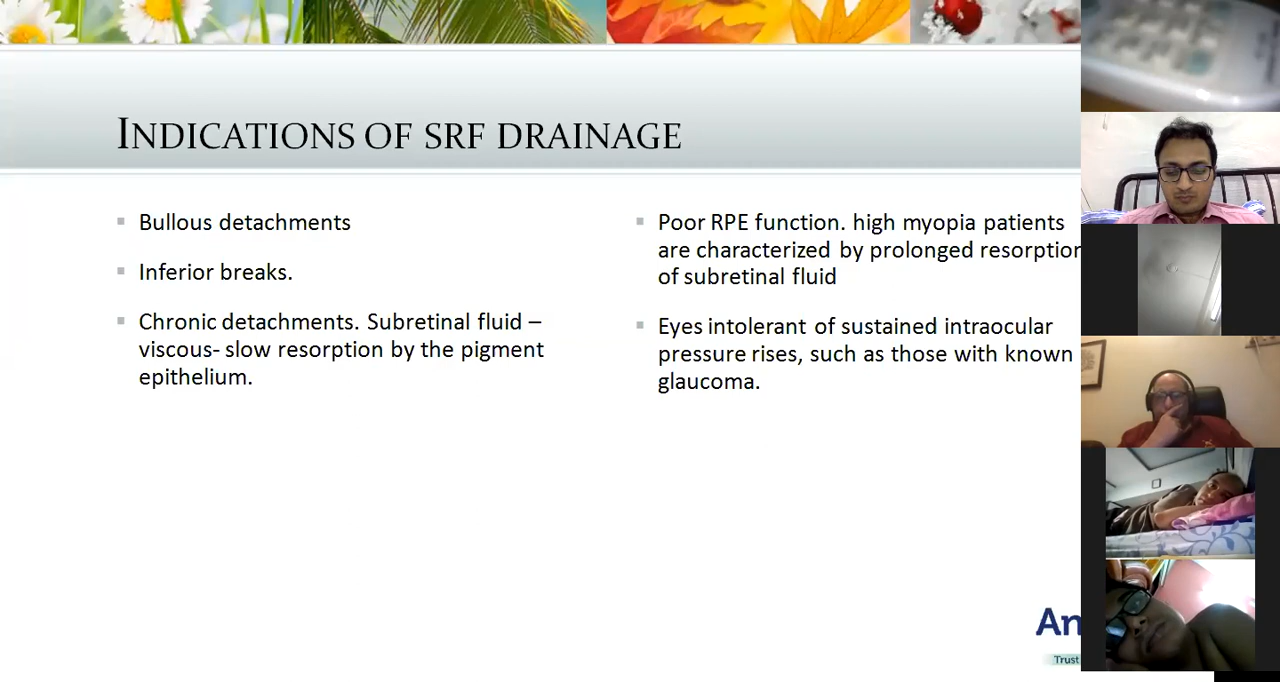 INDICATIONS OF SRF DRAINAGE
Bullous detachments
Inferior breaks.
Chronic detachments. Subretinal fluid –
viscous- slow resorption by the pigment
epithelium.
Poor RPE function. high myopia patients
are characterized by prolonged resorption
of subretinal fluid
Eyes intolerant of sustained intraocular
pressure rises, such as those with known
glaucoma.
An
Trust